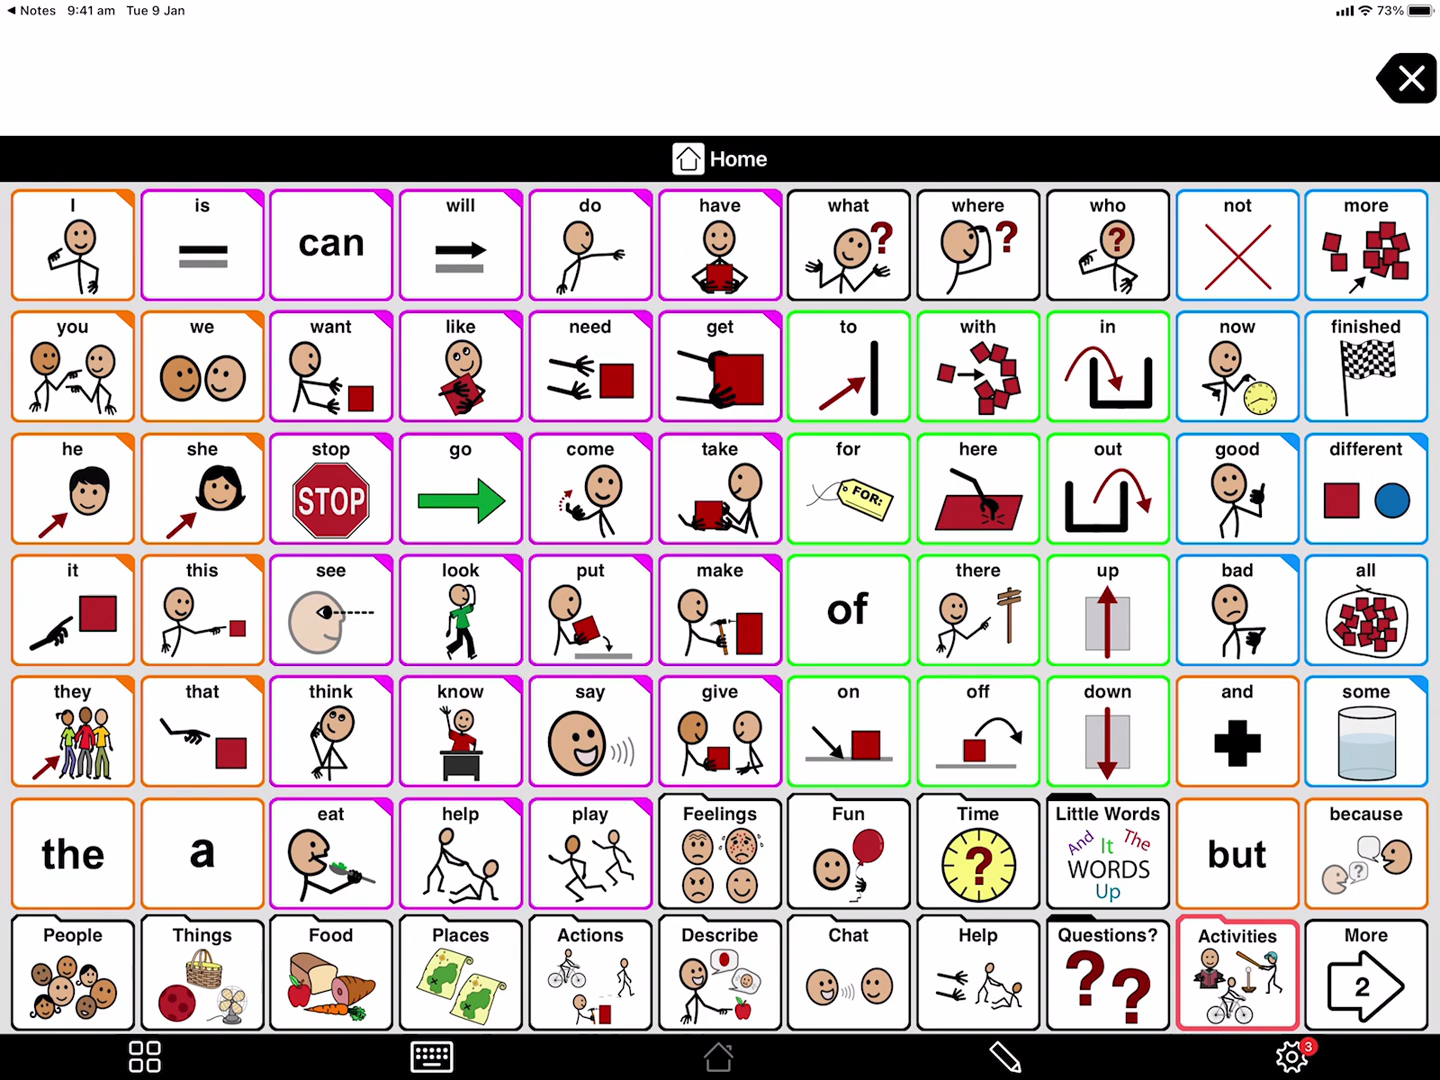 Notes 9:41 am Tue 9 Jan 73%
Home
I is can will do have what where who not more
you we want like need get to with in now finished
he she stop go come take for here out good different
STOP FOR:
it this see look put make of there up bad all
they that think know say give on off down and some
the a eat help play Feelings Fun Time Little Words but because
And It The
WORDS
Up
People Things Food Places Actions Describe Chat Help Questions? Activities More
2
3